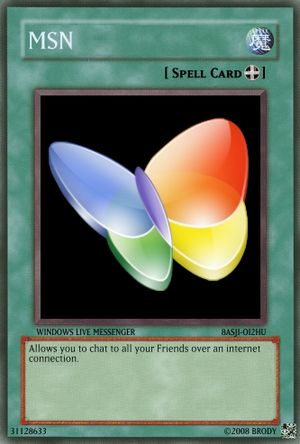 MSN
魔
[ SPELL CARD ]
WINDOWS LIVE MESSENGER
8ASJI-OI2HU
Allows you to chat to all your Friends over an internet
connection.
31128633
©2008 BRODY